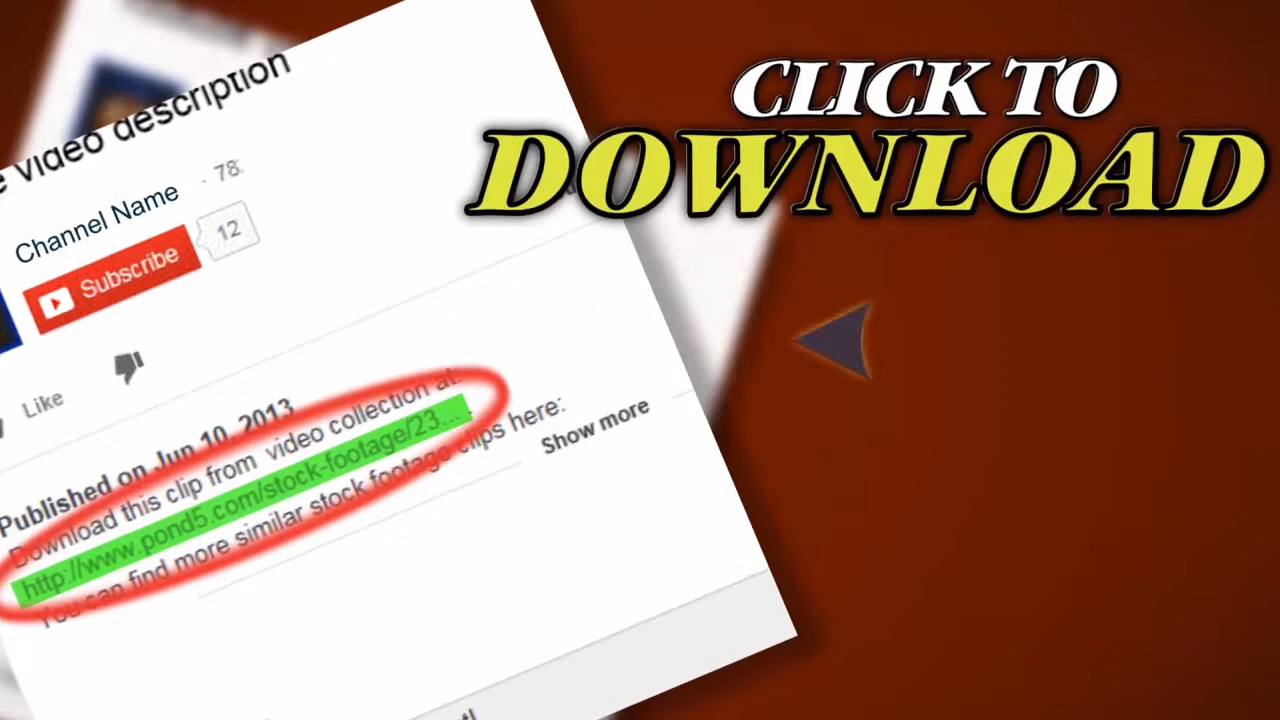 CLICK TO
DOWNLOAD
video description
Channel Name
Subscribe
12
Like
Published on Jun 10, 2013
Download this clip from video collection at:
http://www.pond5.com/stock-footage/23...
You can find more similar stock footage clips here:
Show more